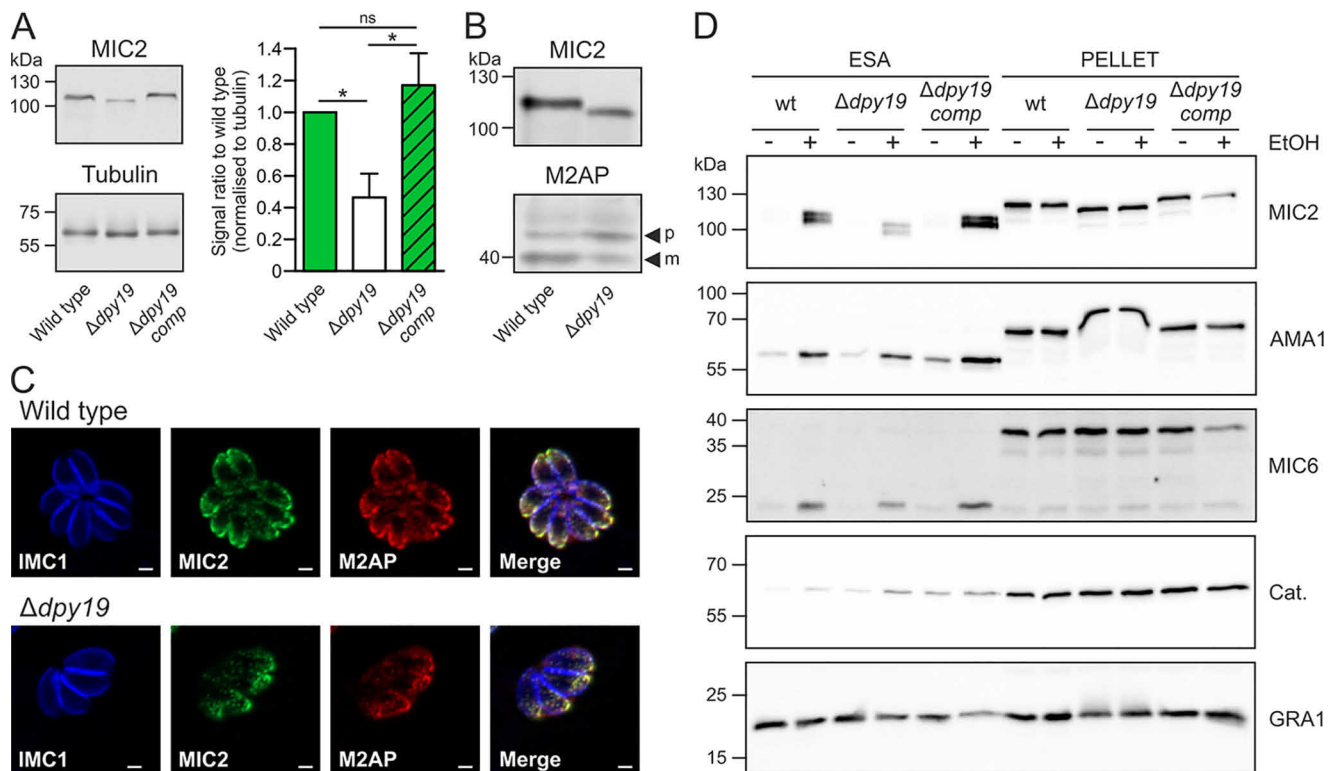 A
MIC2
kDa
130
100
Tubulin
75
55
Wild type
Δdpy19
Δdpy19 comp
Signal ratio to wild type
(normalised to tubulin)
1.4
1.2
1.0
0.8
0.6
0.4
0.2
0
ns
*
*
Wild type
Δdpy19
Δdpy19 comp
B
MIC2
kDa
130
100
M2AP
40
p
m
Wild type
Δdpy19
C
Wild type
IMC1
MIC2
M2AP
Merge
Δdpy19
IMC1
MIC2
M2AP
Merge
D
ESA PELLET
wt Δdpy19 Δdpy19 comp wt Δdpy19 Δdpy19 comp
- + - + - + - + - + - + EtOH
kDa
130
100
MIC2
100
70
55
AMA1
40
35
25
MIC6
70
55
Cat.
25
15
GRA1